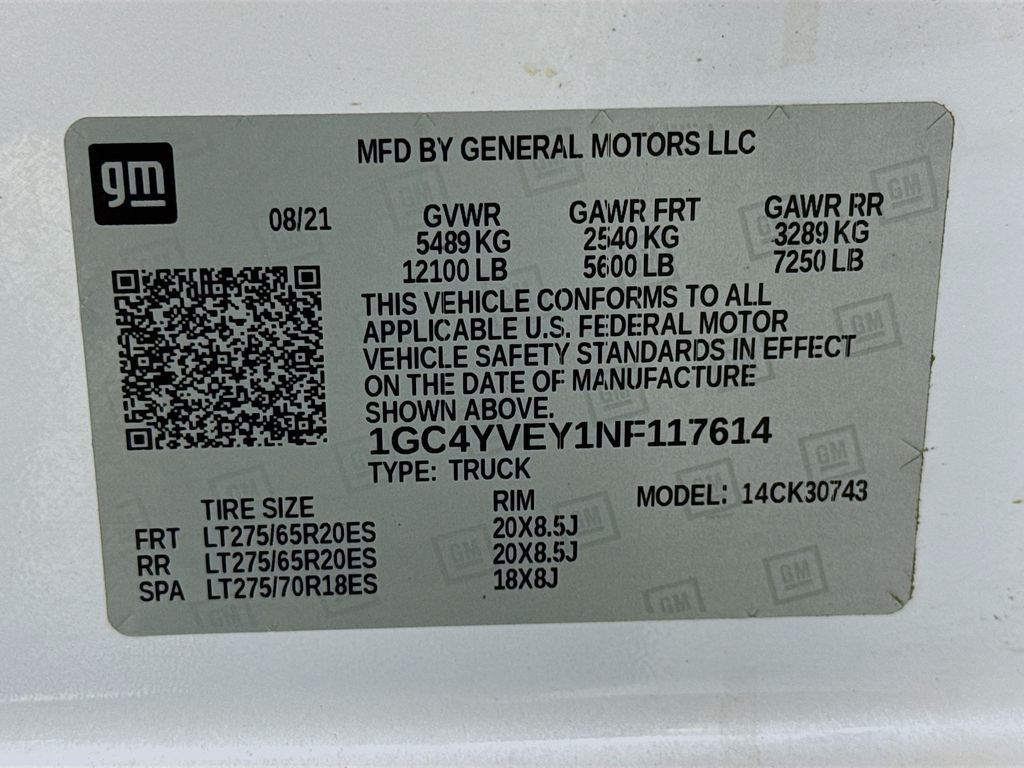 gm
MFD BY GENERAL MOTORS LLC
08/21
GVWR GAWR FRT GAWR RR
5489 KG 2540 KG 3289 KG
12100 LB 5600 LB 7250 LB
THIS VEHICLE CONFORMS TO ALL
APPLICABLE U.S. FEDERAL MOTOR
VEHICLE SAFETY STANDARDS IN EFFECT
ON THE DATE OF MANUFACTURE
SHOWN ABOVE.
1GC4YVEY1NF117614
TYPE: TRUCK
TIRE SIZE RIM MODEL: 14CK30743
FRT LT275/65R20ES 20X8.5J
RR LT275/65R20ES 20X8.5J
SPA LT275/70R18ES 18X8J